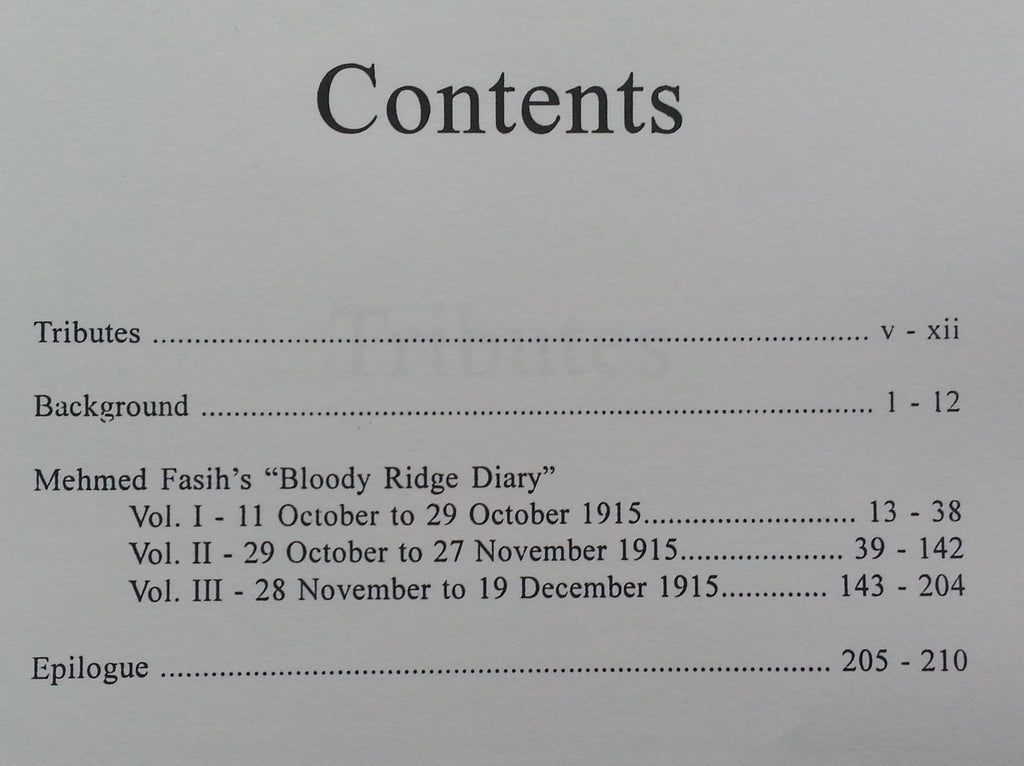 Contents
Tributes ........................................................................................ v - xii
Background ................................................................................. 1 - 12
Mehmed Fasih's “Bloody Ridge Diary”
Vol. I - 11 October to 29 October 1915.......................... 13 - 38
Vol. II - 29 October to 27 November 1915.................... 39 - 142
Vol. III - 28 November to 19 December 1915............. 143 - 204
Epilogue ................................................................................. 205 - 210